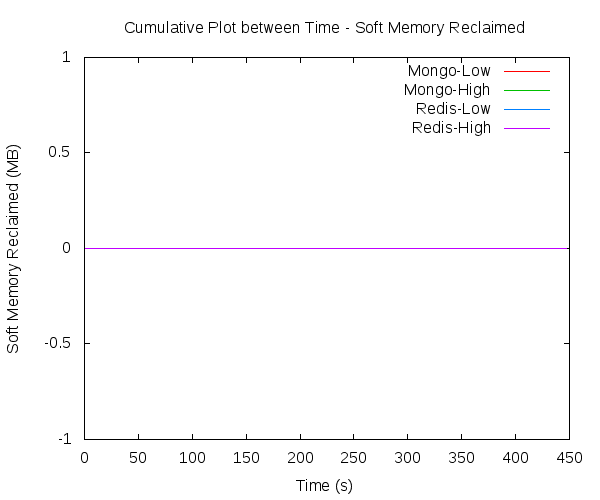 Cumulative Plot between Time - Soft Memory Reclaimed
1
Mongo-Low
Mongo-High
Redis-Low
Redis-High
0.5
Soft Memory Reclaimed (MB)
0
-0.5
-1
0 50 100 150 200 250 300 350 400 450
Time (s)